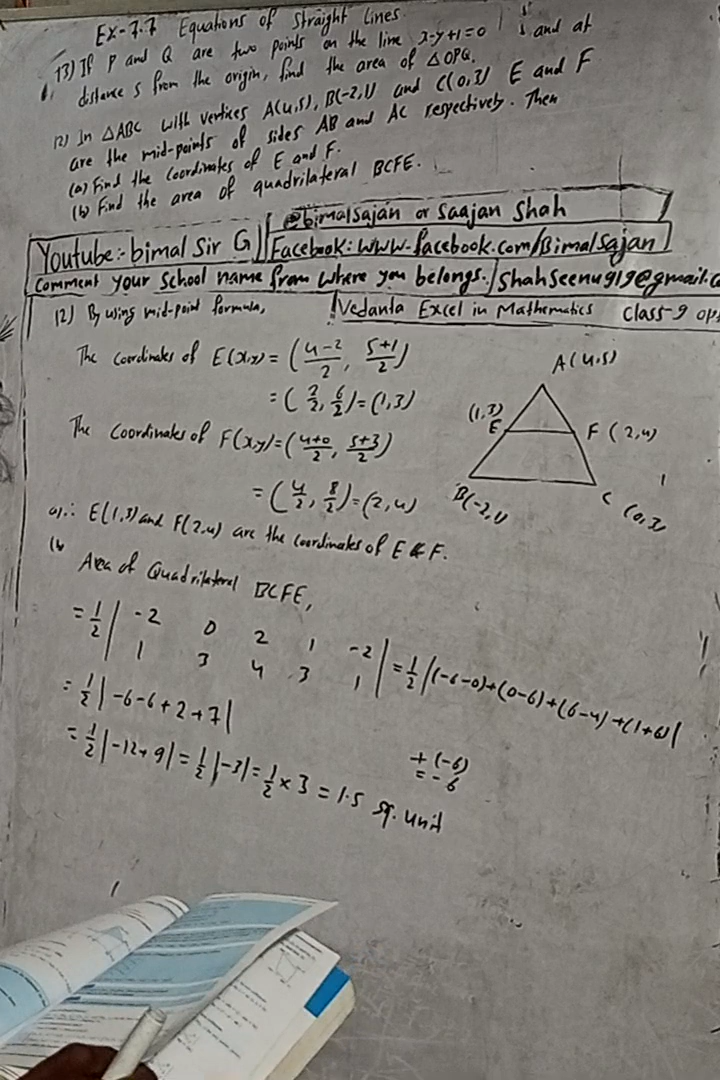 Ex-7.7 Equations of Straight Lines
13) If P and Q are two points on the line x-y+1=0 and at
distance 5 from the origin, find the area of △OPQ.
12) In △ABC with vertices A(4,5), B(-2,1) and C(0,3) E and F
are the mid-points of sides AB and AC respectively. Then
(a) Find the coordinates of E and F.
(b) Find the area of quadrilateral BCFE.
@bimalsajan or Saajan Shah
Youtube:- bimal Sir G
Facebook: www.facebook.com/Bimalsajan
Comment your School name from where you belongs.
Shahseenu919@gmail.c
12) By using mid-point formula,
Vedanta Excel in Mathematics Class-9 opt
The coordinates of E(x,y) = (4-2/2, 5+1/2)
= (2/2, 6/2) = (1,3)
The coordinates of F(x,y) = (4+0/2, 5+3/2)
= (4/2, 8/2) = (2,4)
A(4,5)
(1,3)
E
F (2,4)
B(-2,1)
C (0,3)
a) ∴ E(1,3) and F(2,4) are the coordinates of E & F.
(b) Area of Quadrilateral BCFE,
= 1/2 | -2 0 2 1 -2
1 3 4 3 1 | = 1/2 |(-6-0)+(0-6)+(6-4)+(1+6)|
= 1/2 |-6-6+2+7|
= 1/2 |-12+9| = 1/2 |-3| = 1/2 × 3 = 1.5 sq. unit
+ (-6)
= -6